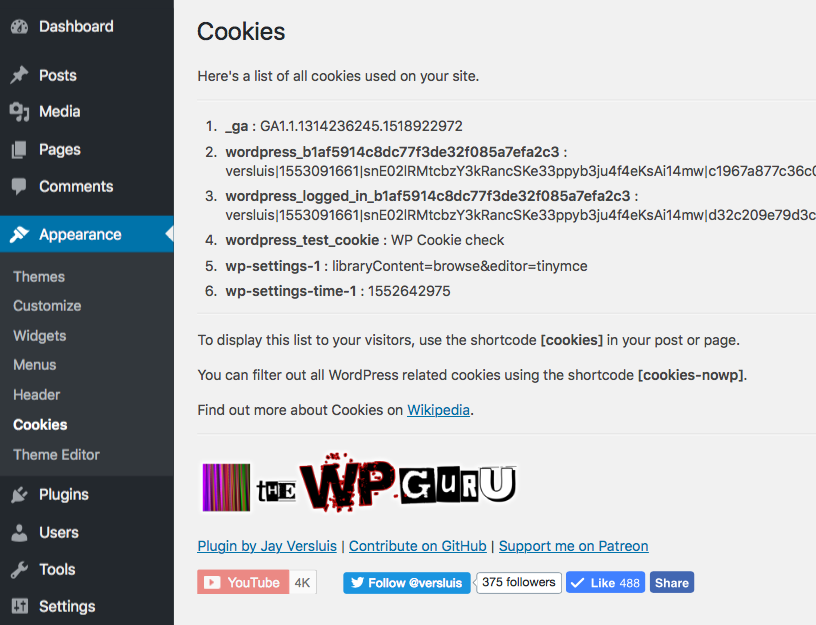 Dashboard
Posts
Media
Pages
Comments
Appearance
Themes
Customize
Widgets
Menus
Header
Cookies
Theme Editor
Plugins
Users
Tools
Settings
Cookies
Here's a list of all cookies used on your site.
1. _ga : GA1.1.1314236245.1518922972
2. wordpress_b1af5914c8dc77f3de32f085a7efa2c3 :
versluis|1553091661|snE02lRMtcbzY3kRancSKe33ppyb3ju4f4eKsAi14mw|c1967a877c36c0
3. wordpress_logged_in_b1af5914c8dc77f3de32f085a7efa2c3 :
versluis|1553091661|snE02lRMtcbzY3kRancSKe33ppyb3ju4f4eKsAi14mw|d32c209e79d3c
4. wordpress_test_cookie : WP Cookie check
5. wp-settings-1 : libraryContent=browse&editor=tinymce
6. wp-settings-time-1 : 1552642975
To display this list to your visitors, use the shortcode [cookies] in your post or page.
You can filter out all WordPress related cookies using the shortcode [cookies-nowp].
Find out more about Cookies on Wikipedia.
tHE WP GURU
Plugin by Jay Versluis | Contribute on GitHub | Support me on Patreon
YouTube 4K Follow @versluis 375 followers Like 488 Share